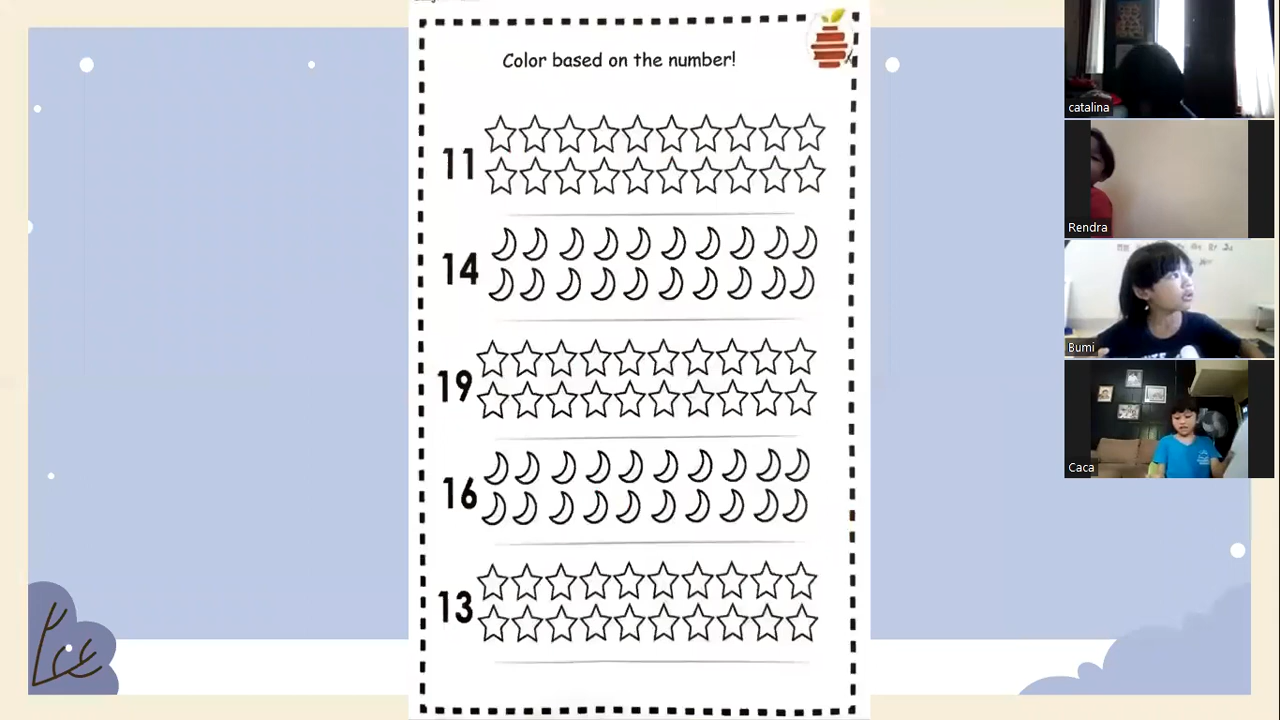 Color based on the number!
11
14
19
16
13
catalina
Rendra
Bumi
Caca